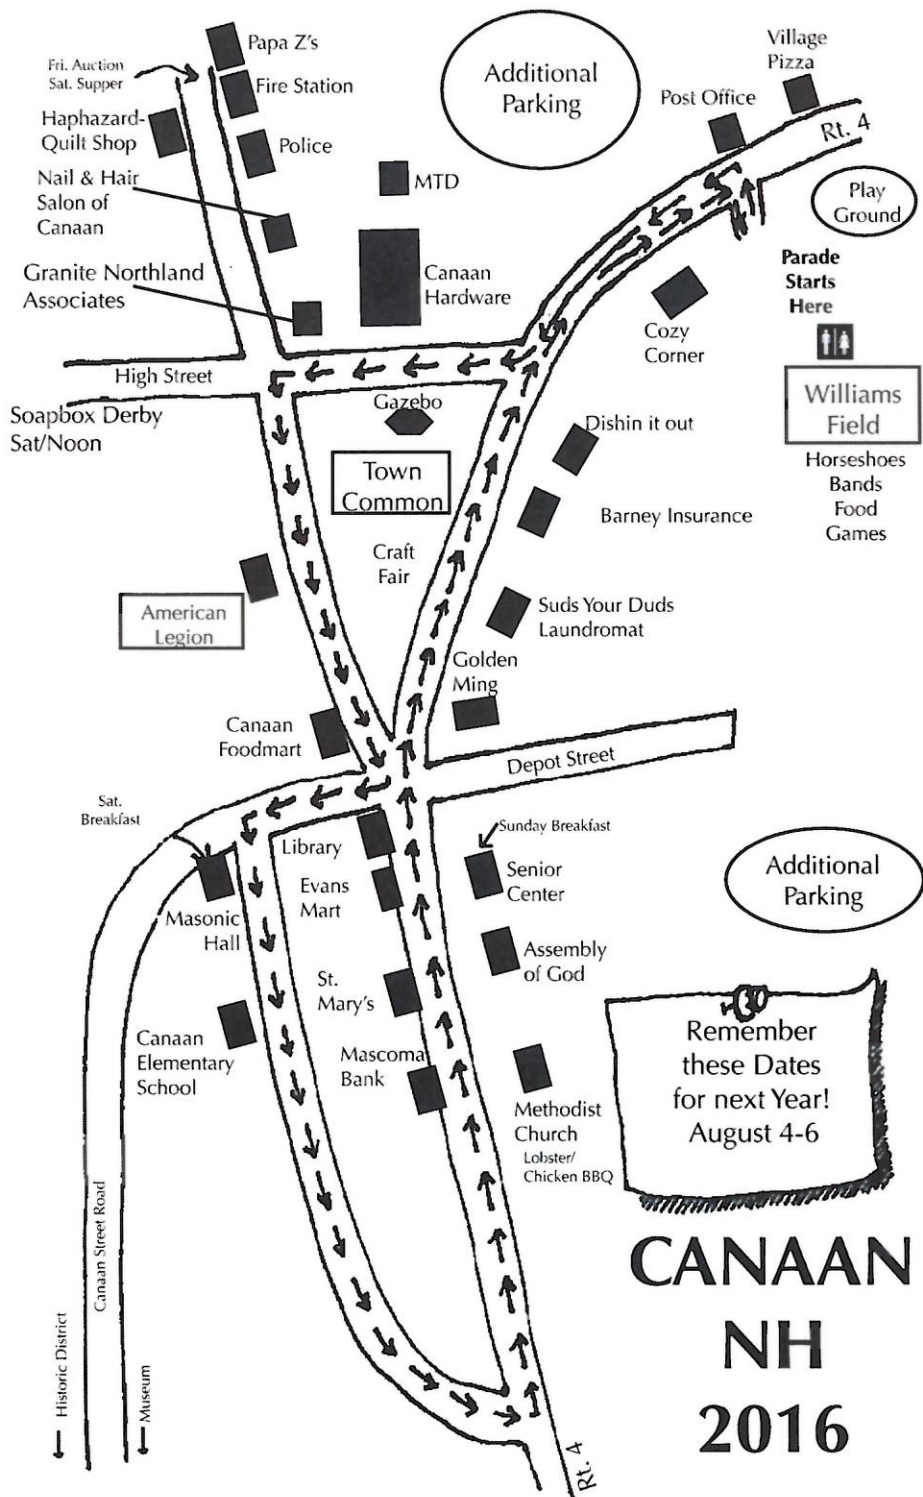 Papa Z's
Fri. Auction
Sat. Supper
Fire Station
Haphazard-
Quilt Shop
Police
Nail & Hair
Salon of
Canaan
MTD
Granite Northland
Associates
Canaan
Hardware
Additional
Parking
Village
Pizza
Post Office
Rt. 4
Play
Ground
Parade
Starts
Here
Cozy
Corner
Williams
Field
Horseshoes
Bands
Food
Games
High Street
Soapbox Derby
Sat/Noon
Gazebo
Town
Common
Craft
Fair
Dishin it out
Barney Insurance
American
Legion
Suds Your Duds
Laundromat
Golden
Ming
Canaan
Foodmart
Depot Street
Sat.
Breakfast
Library
Sunday Breakfast
Evans
Mart
Senior
Center
Additional
Parking
Masonic
Hall
Assembly
of God
St.
Mary's
Canaan
Elementary
School
Mascoma
Bank
Methodist
Church
Lobster/
Chicken BBQ
Remember
these Dates
for next Year!
August 4-6
Canaan Street Road
Historic District
Museum
Rt. 4
CANAAN
NH
2016